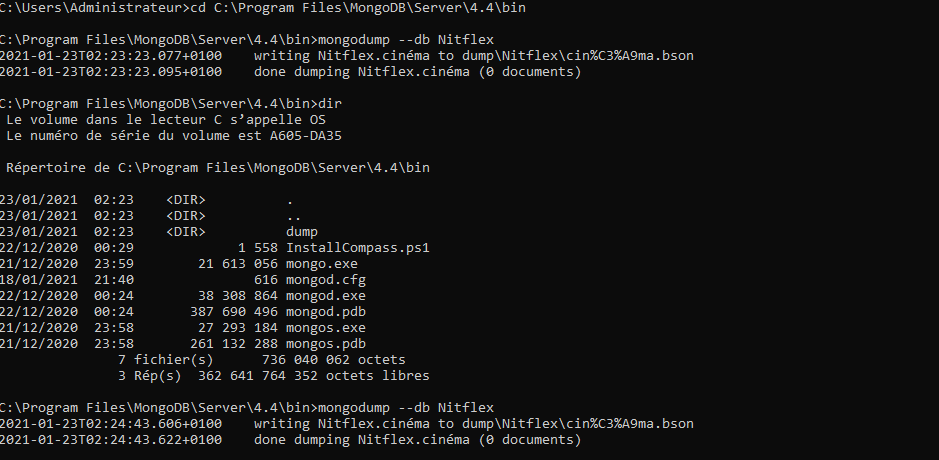 C:\Users\Administrateur>cd C:\Program Files\MongoDB\Server\4.4\bin
C:\Program Files\MongoDB\Server\4.4\bin>mongodump --db Nitflex
2021-01-23T02:23:23.077+0100    writing Nitflex.cinéma to dump\Nitflex\cin%C3%A9ma.bson
2021-01-23T02:23:23.095+0100    done dumping Nitflex.cinéma (0 documents)
C:\Program Files\MongoDB\Server\4.4\bin>dir
 Le volume dans le lecteur C s’appelle OS
 Le numéro de série du volume est A605-DA35
 Répertoire de C:\Program Files\MongoDB\Server\4.4\bin
23/01/2021  02:23    <DIR>          .
23/01/2021  02:23    <DIR>          ..
23/01/2021  02:23    <DIR>          dump
22/12/2020  00:29             1 558 InstallCompass.ps1
21/12/2020  23:59        21 613 056 mongo.exe
18/01/2021  21:40               616 mongod.cfg
22/12/2020  00:24        38 308 864 mongod.exe
22/12/2020  00:24       387 690 496 mongod.pdb
21/12/2020  23:58        27 293 184 mongos.exe
21/12/2020  23:58       261 132 288 mongos.pdb
               7 fichier(s)      736 040 062 octets
               3 Rép(s)  362 641 764 352 octets libres
C:\Program Files\MongoDB\Server\4.4\bin>mongodump --db Nitflex
2021-01-23T02:24:43.606+0100    writing Nitflex.cinéma to dump\Nitflex\cin%C3%A9ma.bson
2021-01-23T02:24:43.622+0100    done dumping Nitflex.cinéma (0 documents)